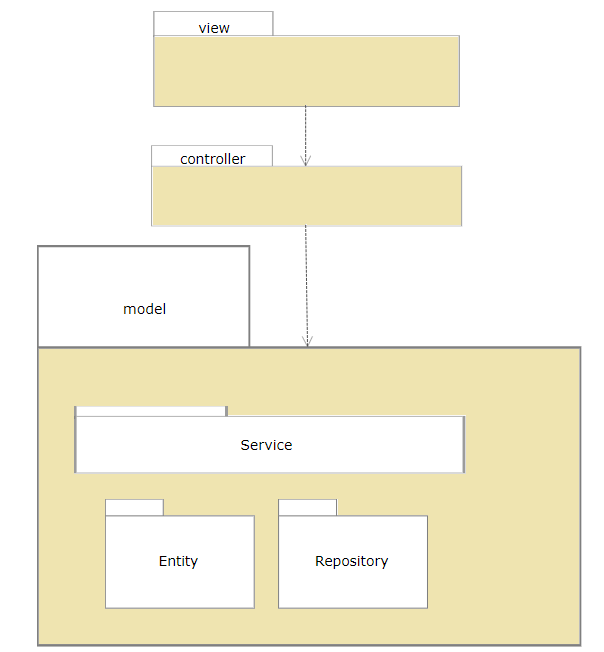 view
controller
model
Service
Entity
Repository